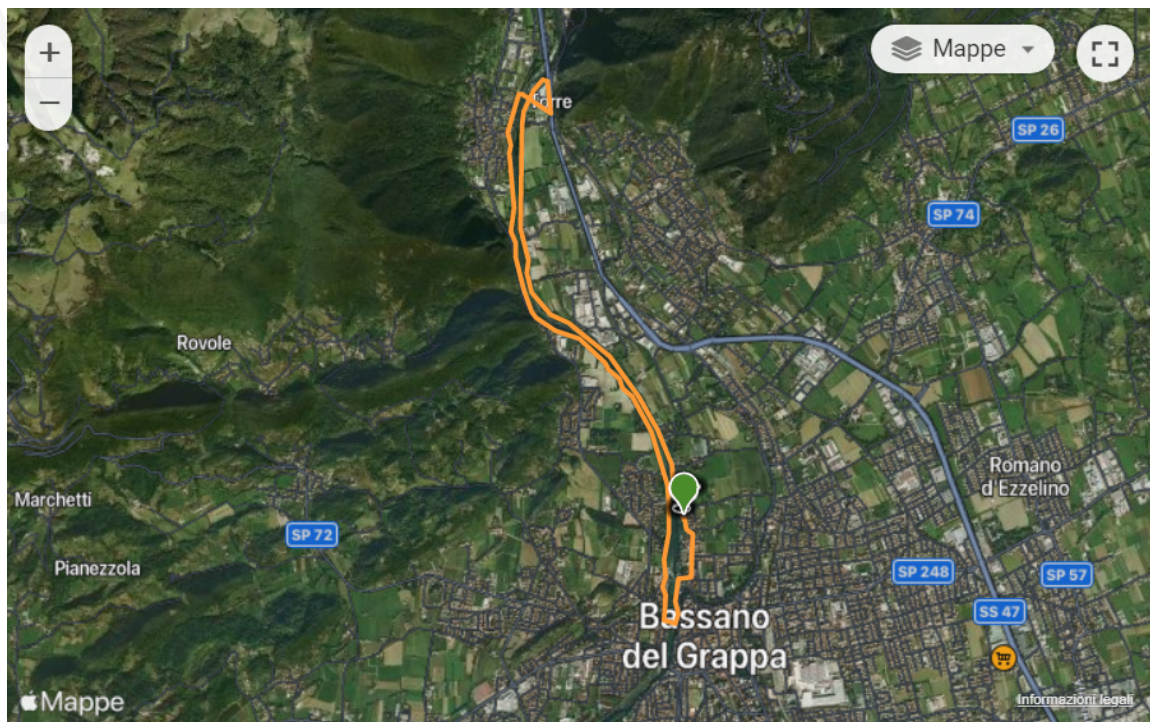 +
Mappe
−
Torre
SP 26
SP 74
Rovole
Romano
d'Ezzelino
Marchetti
SP 72
Pianezzola
SP 248
SP 57
Bassano
del Grappa
SS 47
Mappe
Informazioni legali